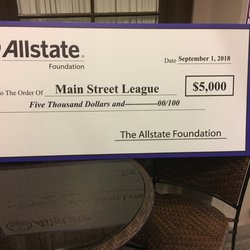 Allstate
Foundation
Date September 1, 2018
To The Order Of Main Street League $5,000
Five Thousand Dollars and-------------00/100
The Allstate Foundation